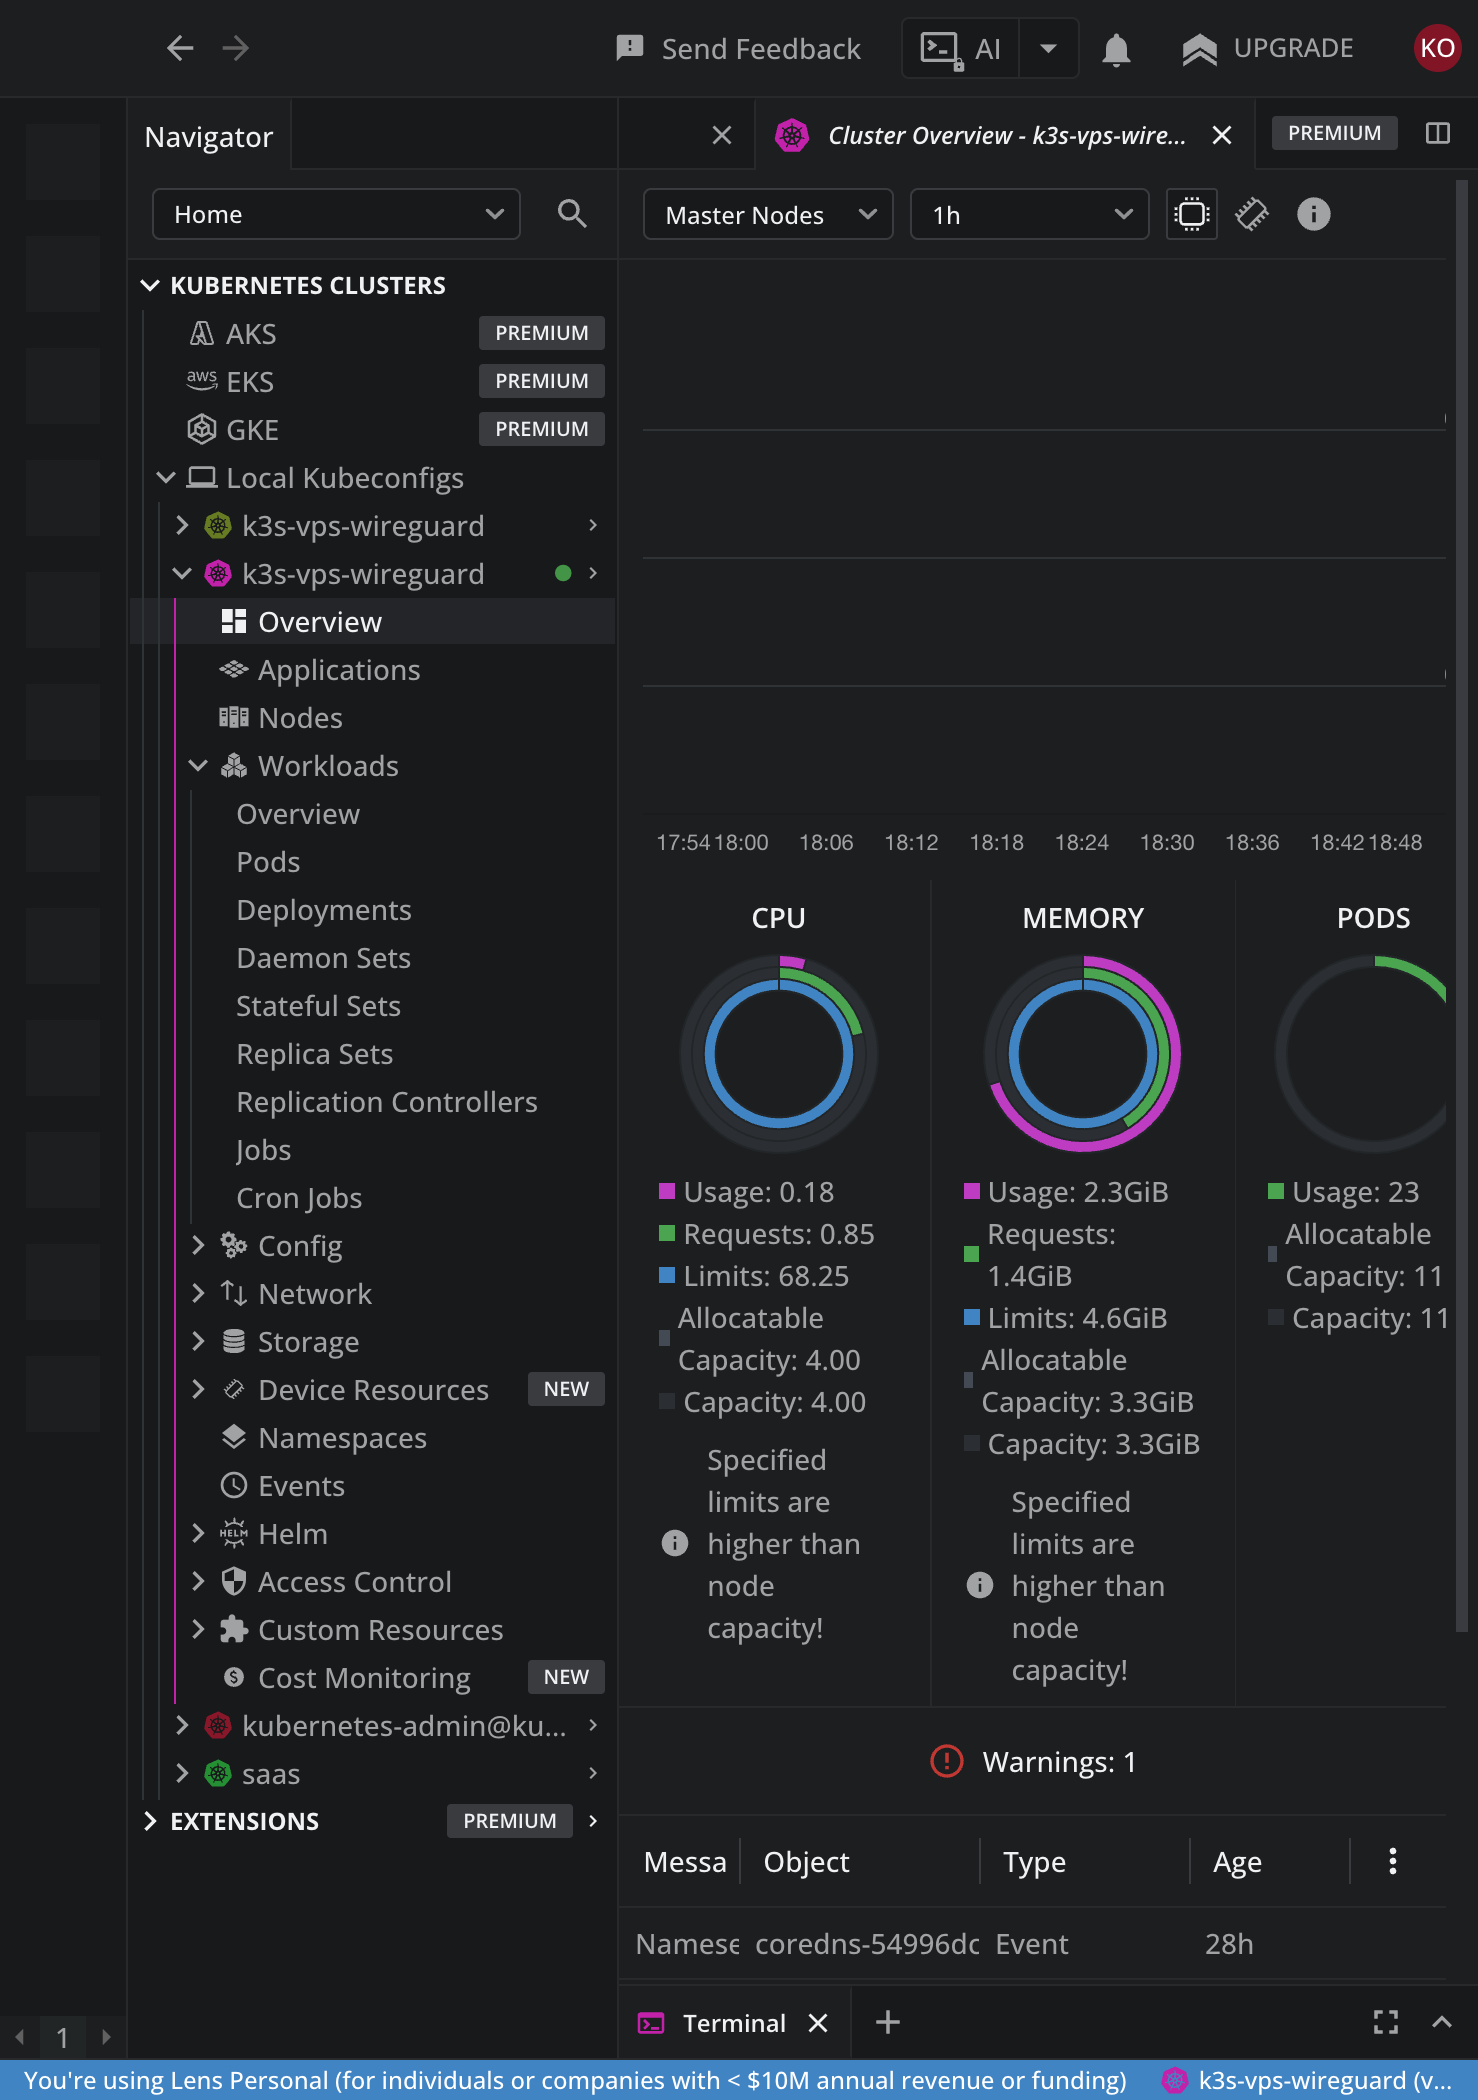 Send Feedback
AI
UPGRADE
KO
Navigator
Cluster Overview - k3s-vps-wire...
PREMIUM
Home
Master Nodes
1h
KUBERNETES CLUSTERS
AKS
PREMIUM
aws
EKS
PREMIUM
GKE
PREMIUM
Local Kubeconfigs
k3s-vps-wireguard
k3s-vps-wireguard
Overview
Applications
Nodes
Workloads
Overview
Pods
Deployments
Daemon Sets
Stateful Sets
Replica Sets
Replication Controllers
Jobs
Cron Jobs
Config
Network
Storage
Device Resources
NEW
Namespaces
Events
HELM
Helm
Access Control
Custom Resources
Cost Monitoring
NEW
kubernetes-admin@ku...
saas
EXTENSIONS
PREMIUM
17:54 18:00 18:06 18:12 18:18 18:24 18:30 18:36 18:42 18:48
CPU
Usage: 0.18
Requests: 0.85
Limits: 68.25
Allocatable
Capacity: 4.00
Capacity: 4.00
Specified
limits are
higher than
node
capacity!
MEMORY
Usage: 2.3GiB
Requests:
1.4GiB
Limits: 4.6GiB
Allocatable
Capacity: 3.3GiB
Capacity: 3.3GiB
Specified
limits are
higher than
node
capacity!
PODS
Usage: 23
Allocatable
Capacity: 11
Capacity: 11
Warnings: 1
Messa
Object
Type
Age
Namese
coredns-54996dc
Event
28h
Terminal
1
You're using Lens Personal (for individuals or companies with < $10M annual revenue or funding)
k3s-vps-wireguard (v...